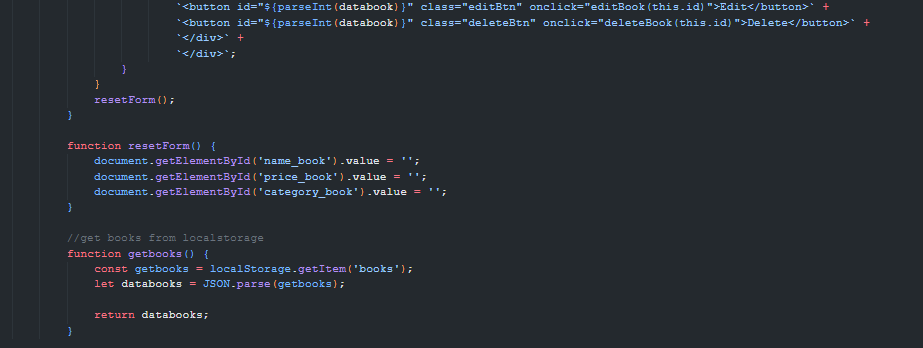 `<button id="${parseInt(databook)}" class="editBtn" onclick="editBook(this.id)">Edit</button>` +
`<button id="${parseInt(databook)}" class="deleteBtn" onclick="deleteBook(this.id)">Delete</button>` +
`</div>` +
`</div>`;
}
}
resetForm();
}
function resetForm() {
document.getElementById('name_book').value = '';
document.getElementById('price_book').value = '';
document.getElementById('category_book').value = '';
}
//get books from localstorage
function getbooks() {
const getbooks = localStorage.getItem('books');
let databooks = JSON.parse(getbooks);
return databooks;
}